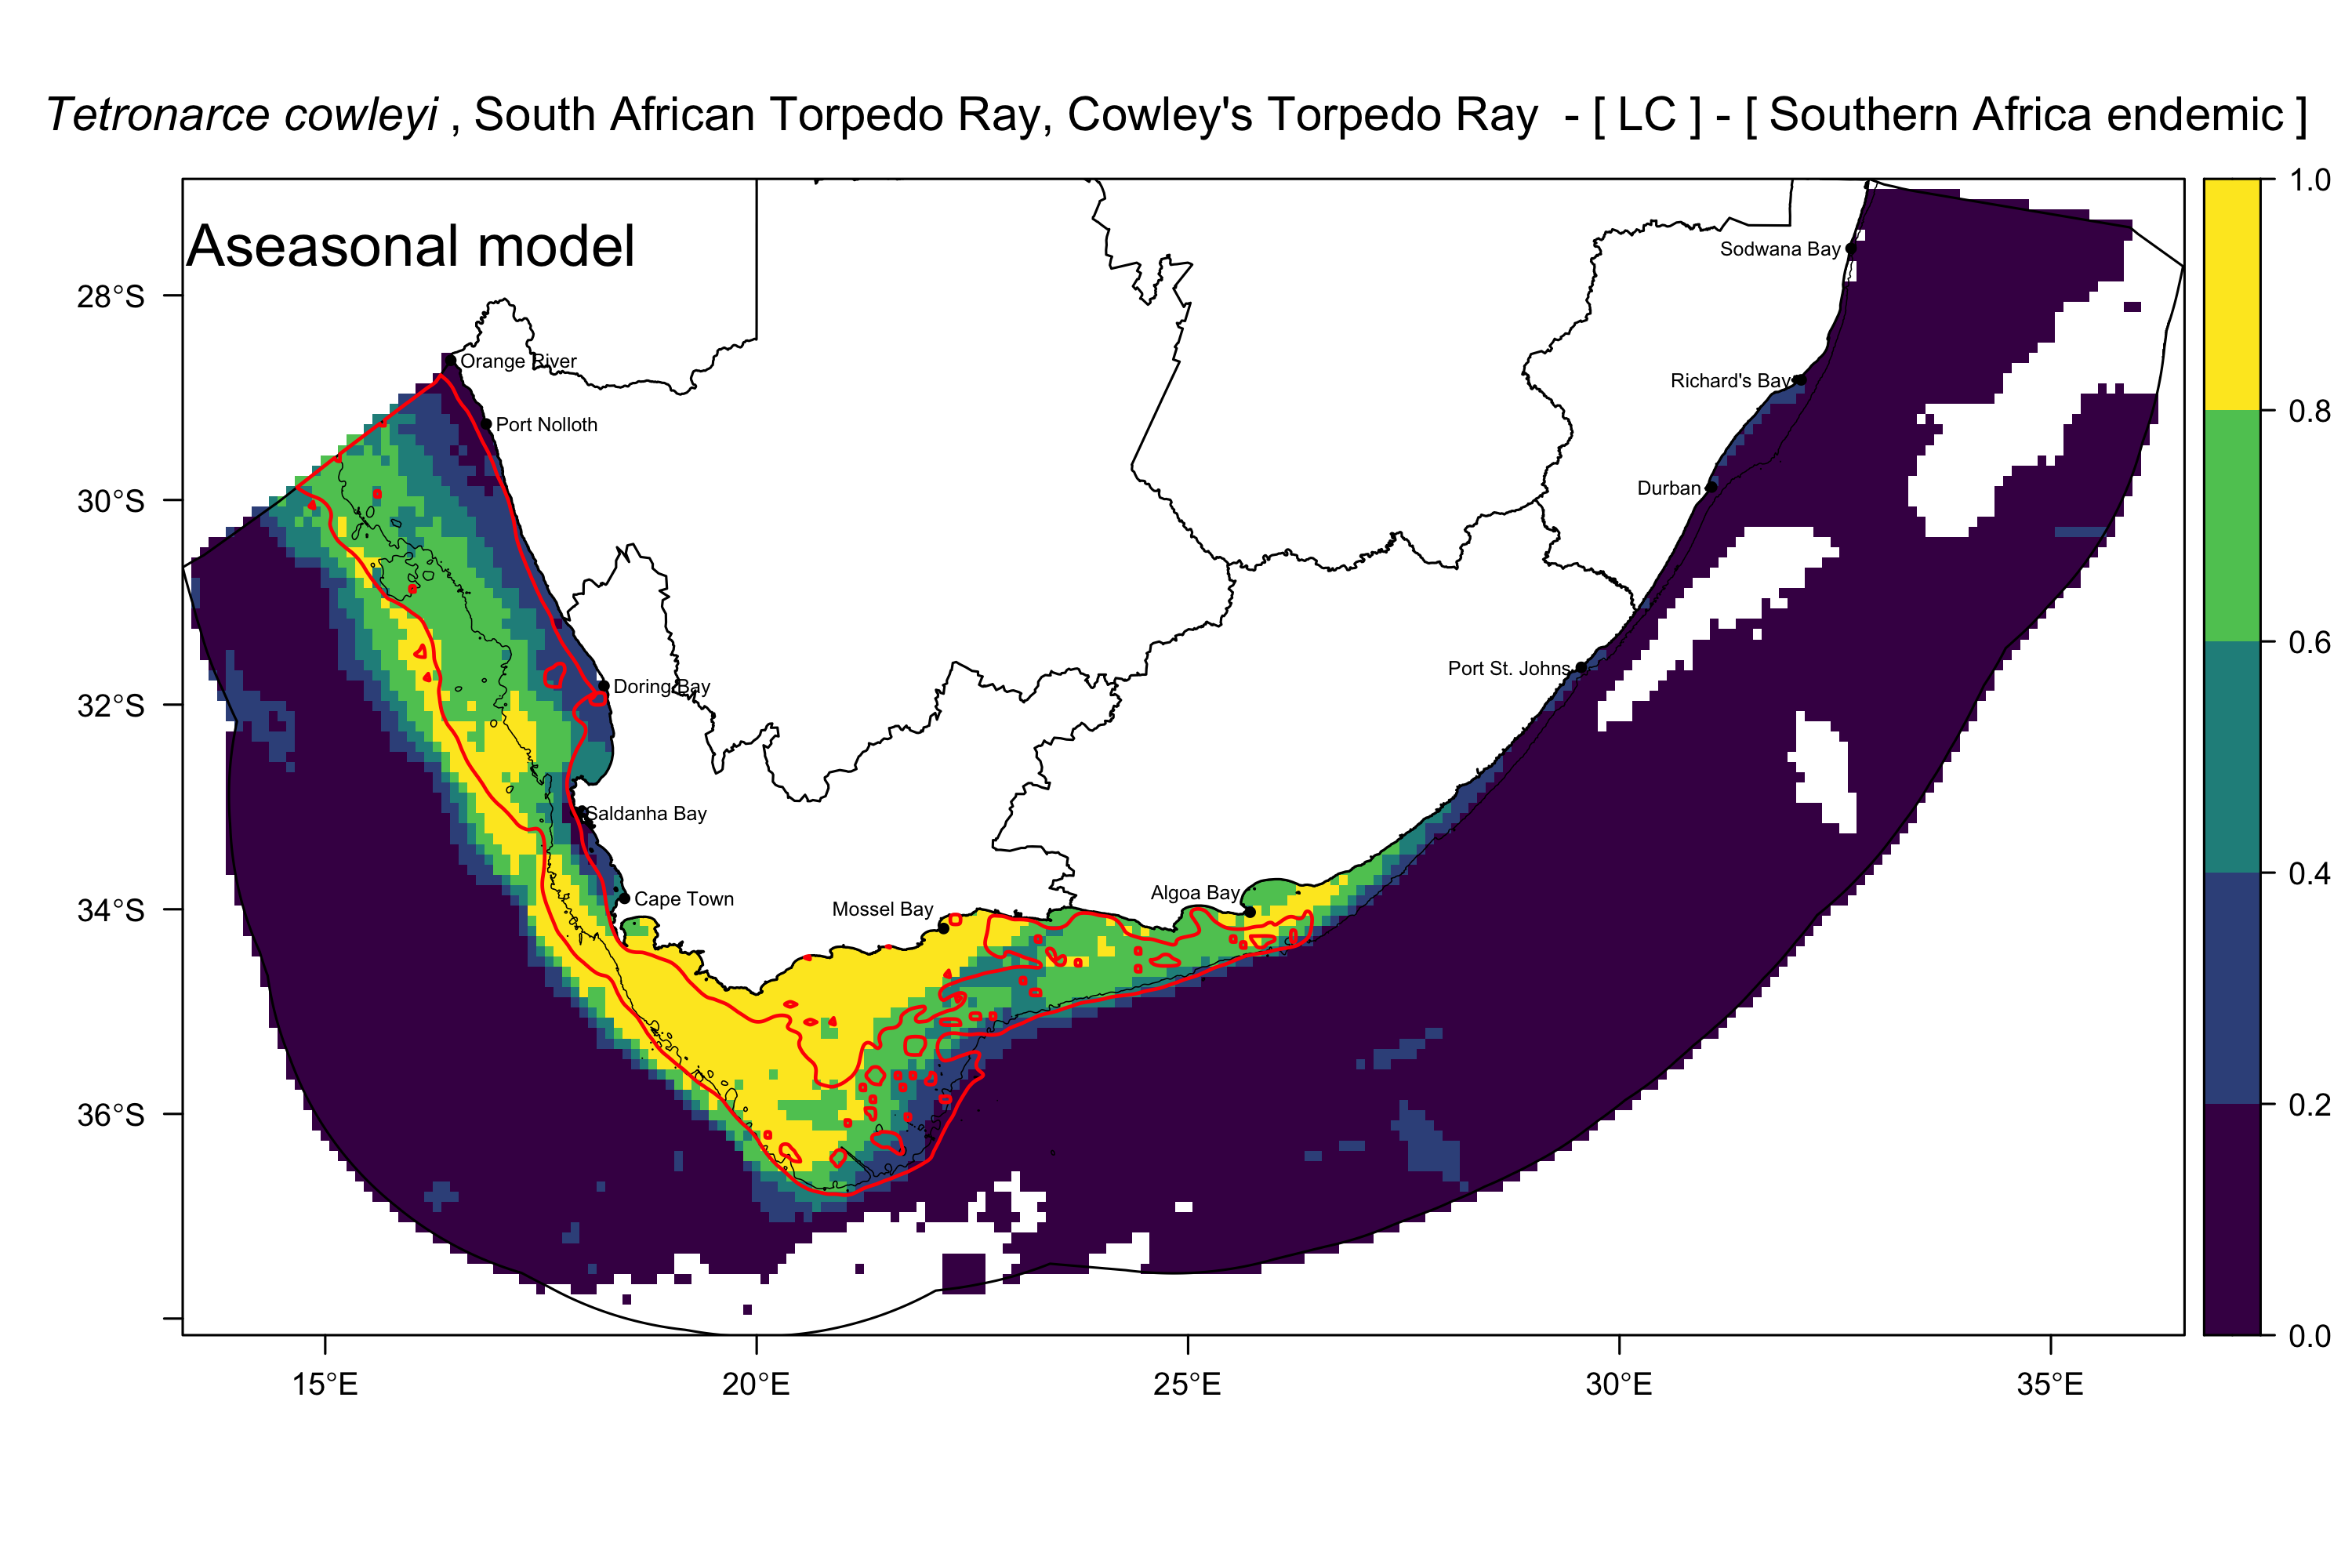 Tetronarce cowleyi , South African Torpedo Ray, Cowley's Torpedo Ray - [ LC ] - [ Southern Africa endemic ]
Aseasonal model
1.0
0.8
0.6
0.4
0.2
0.0
28°S
30°S
32°S
34°S
36°S
Sodwana Bay
Orange River
Richard's Bay
Port Nolloth
Durban
Port St. Johns
Doring Bay
Saldanha Bay
Algoa Bay
Cape Town
Mossel Bay
15°E
20°E
25°E
30°E
35°E